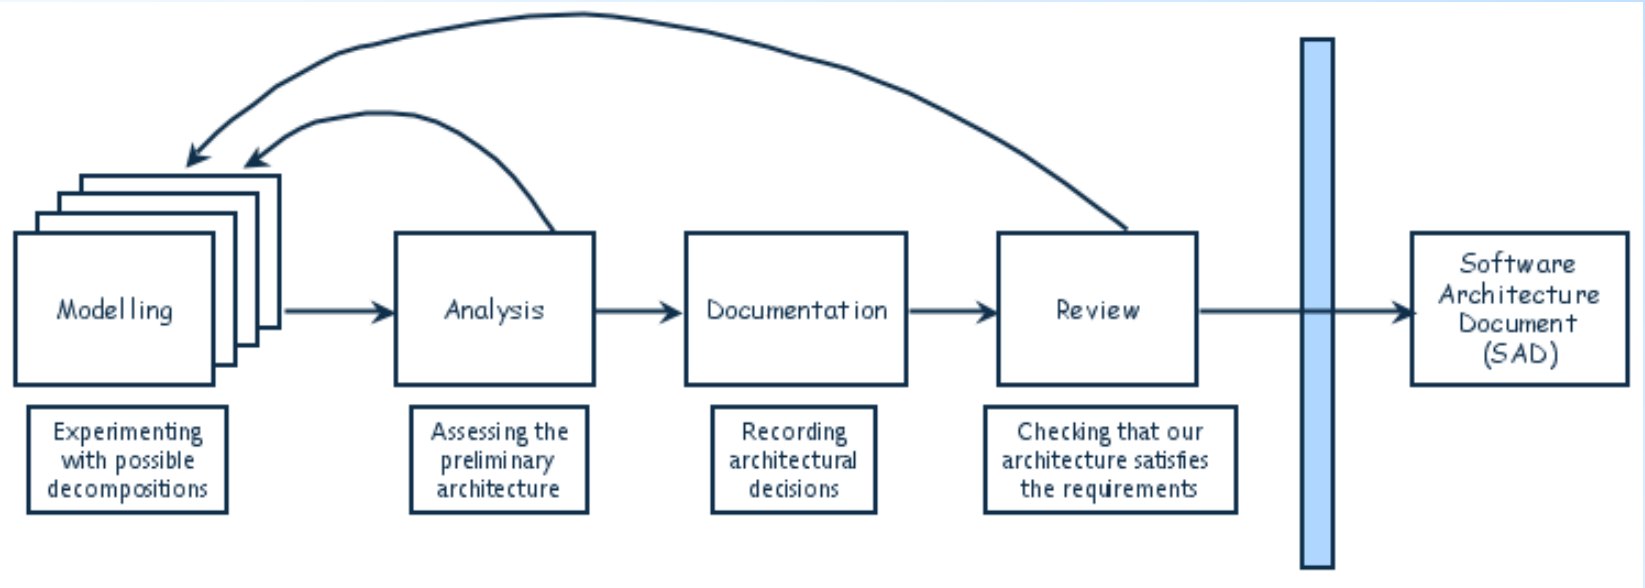 Modelling
Analysis
Documentation
Review
Software
Architecture
Document
(SAD)
Experimenting
with possible
decompositions
Assessing the
preliminary
architecture
Recording
architectural
decisions
Checking that our
architecture satisfies
the requirements